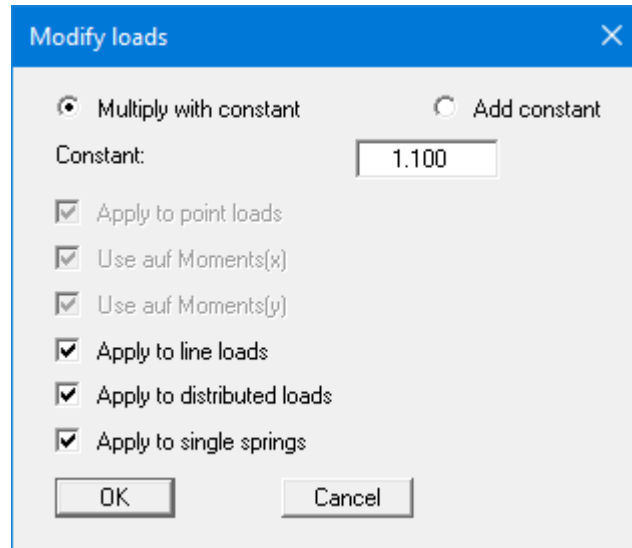 Modify loads
Multiply with constant Add constant
Constant: 1.100
Apply to point loads
Use auf Moments(x)
Use auf Moments(y)
Apply to line loads
Apply to distributed loads
Apply to single springs
OK Cancel